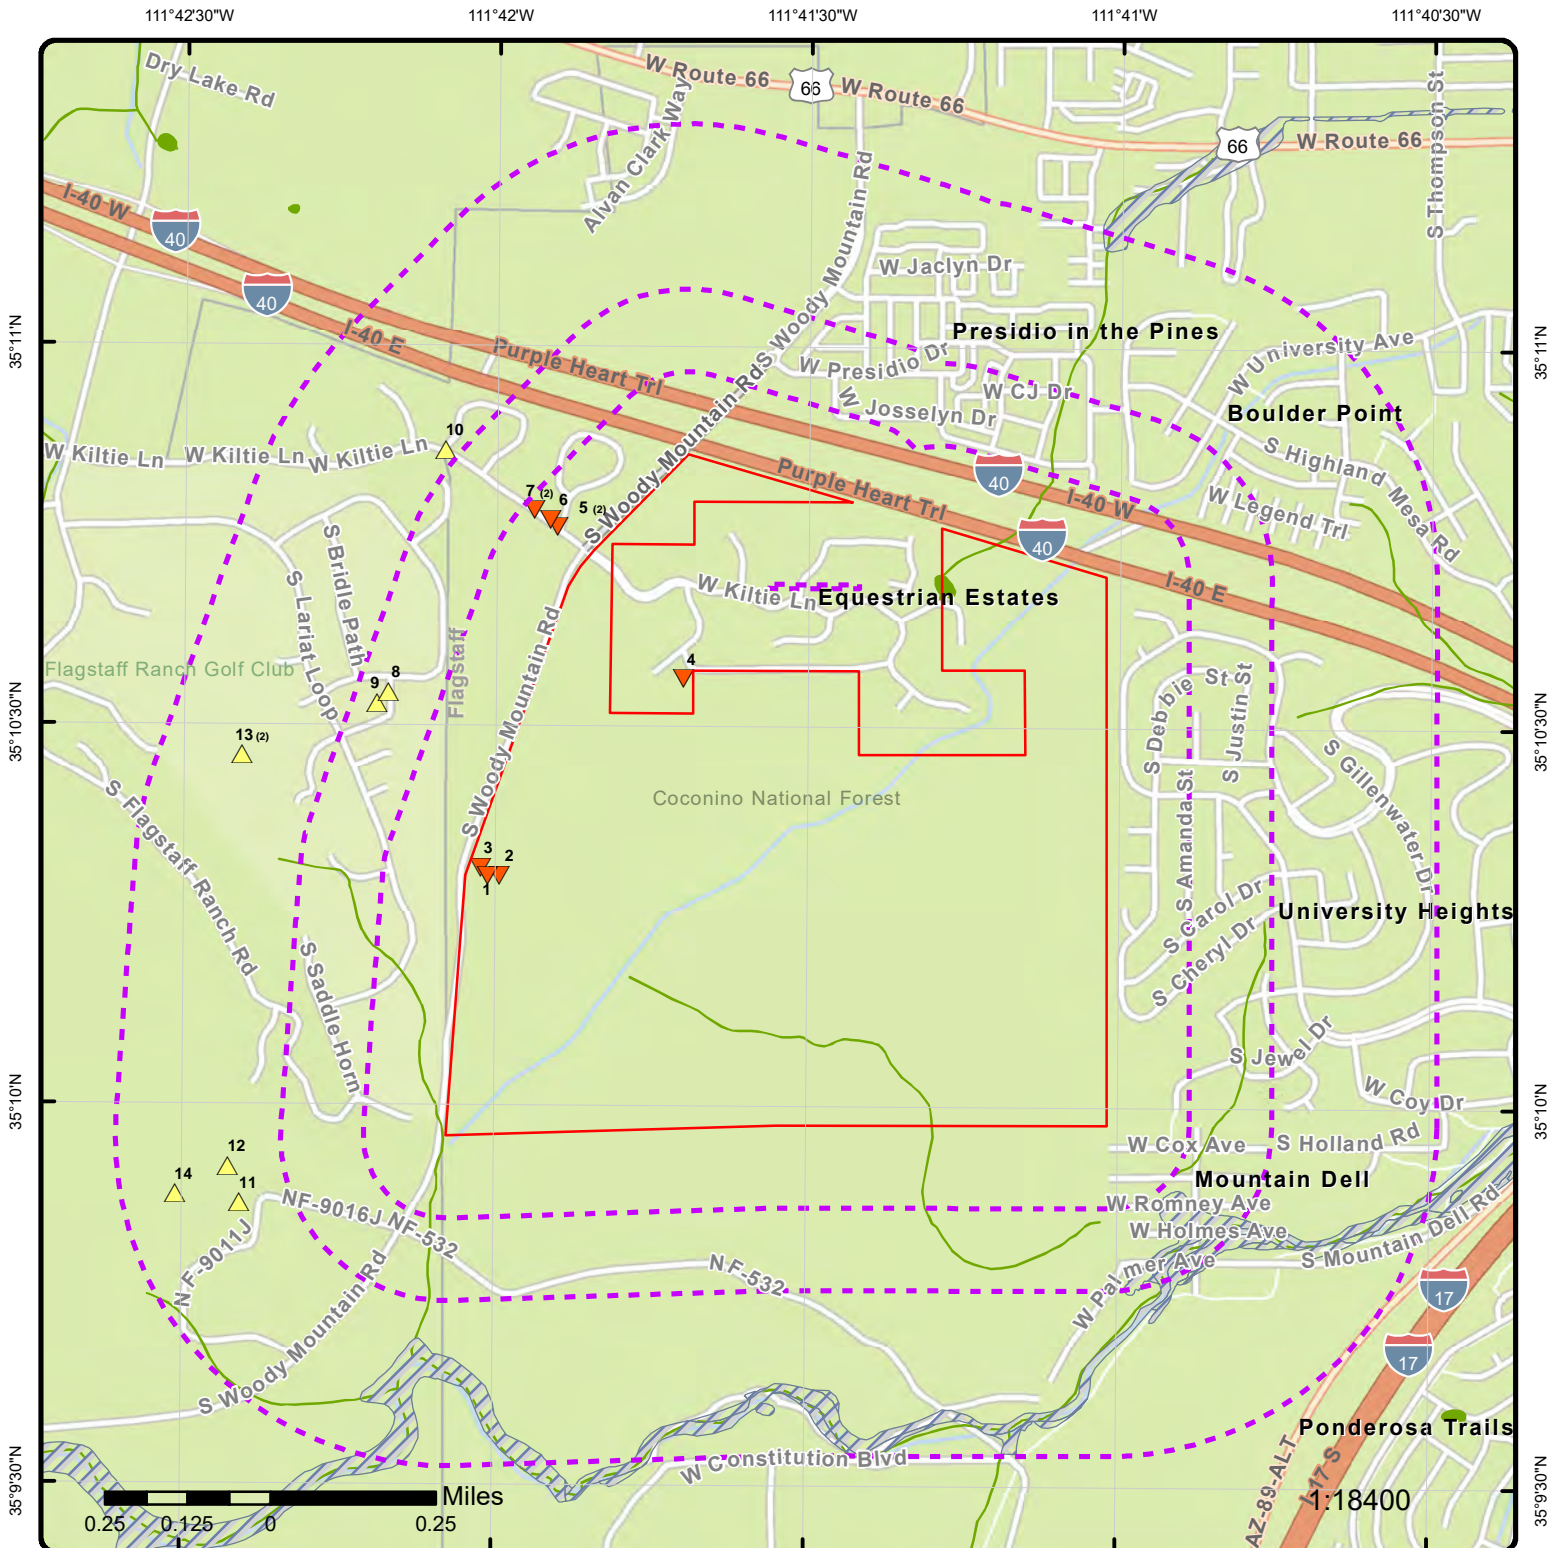 111°42'30"W 111°42'W 111°41'30"W 111°41'W 111°40'30"W
Dry Lake Rd
W Route 66
66
W Route 66
W Route 66
66
S Thompson St
Alvan Clark Way
S Woody Mountain Rd
I-40 W
40
40
I-40 E
W Jaclyn Dr
Presidio in the Pines
35°11'N
35°11'N
Purple Heart Trl
W Presidio Dr
W University Ave
W CJ Dr
W Josselyn Dr
Boulder Point
10
W Kiltie Ln
W Kiltie Ln
W Kiltie Ln
S Woody Mountain Rd
S Highland Mesa Rd
Purple Heart Trl
40
I-40 W
W Legend Trl
7 (2)
6
5 (2)
40
I-40 E
S Bridle Path
S Lariat Loop
W Kiltie Ln
Equestrian Estates
Flagstaff
S Woody Mountain Rd
Flagstaff Ranch Golf Club
8
9
4
S Debbie St
St
S Justin St
13 (2)
35°10'30"N
35°10'30"N
Coconino National Forest
S Gillenwater Dr
S Amanda St
S Flagstaff Ranch Rd
3
2
1
S Carol Dr
University Heights
S Cheryl Dr
S Saddle Horn
S Jewel Dr
W Coy Dr
35°10'N
35°10'N
W Cox Ave
S Holland Rd
12
14
11
Mountain Dell
NF-9016J
NF-532
W Romney Ave
W Holmes Ave
S Mountain Dell Rd
NF-9011J
NF-532
W Palmer Ave
17
17
S Woody Mountain Rd
Ponderosa Trails
W Constitution Blvd
AZ-89-ALT
I-17 S
35°9'30"N
35°9'30"N
Miles
1:18400
0.25 0.125 0 0.25